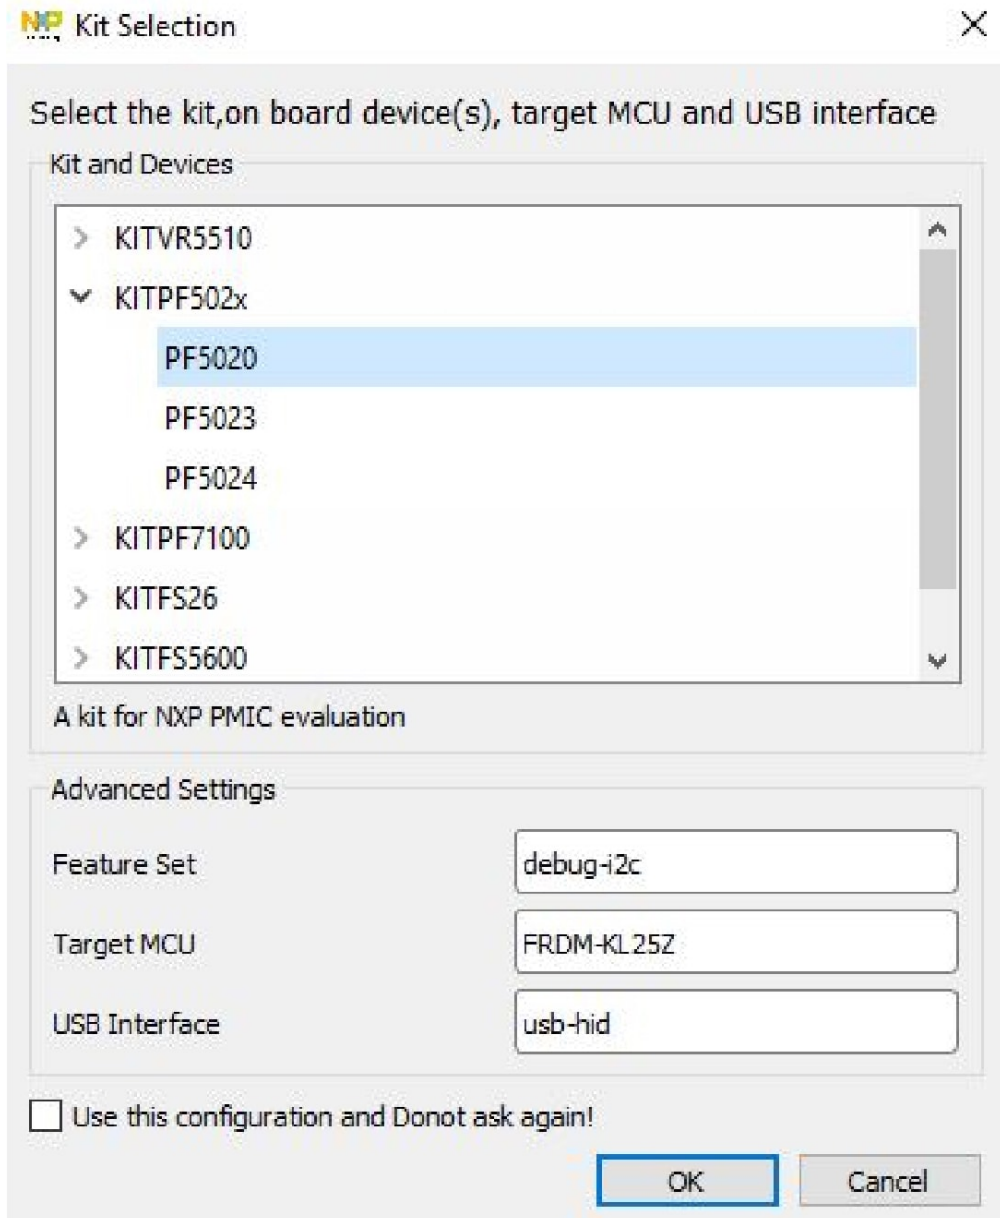 NXP Kit Selection
Select the kit,on board device(s), target MCU and USB interface
Kit and Devices
KITVR5510
KITPF502x
PF5020
PF5023
PF5024
KITPF7100
KITFS26
KITFS5600
A kit for NXP PMIC evaluation
Advanced Settings
Feature Set debug-i2c
Target MCU FRDM-KL25Z
USB Interface usb-hid
Use this configuration and Donot ask again!
OK Cancel